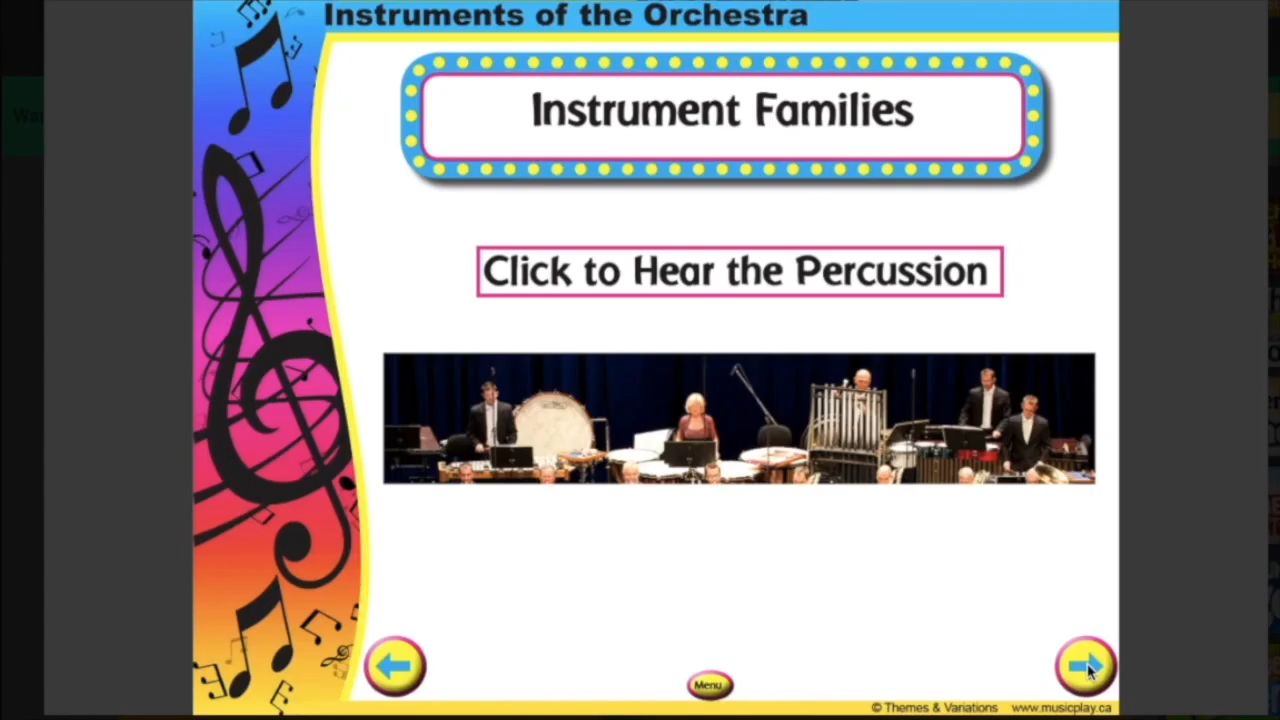 Instruments of the Orchestra
Instrument Families
Click to Hear the Percussion
Menu
© Themes & Variations www.musicplay.ca